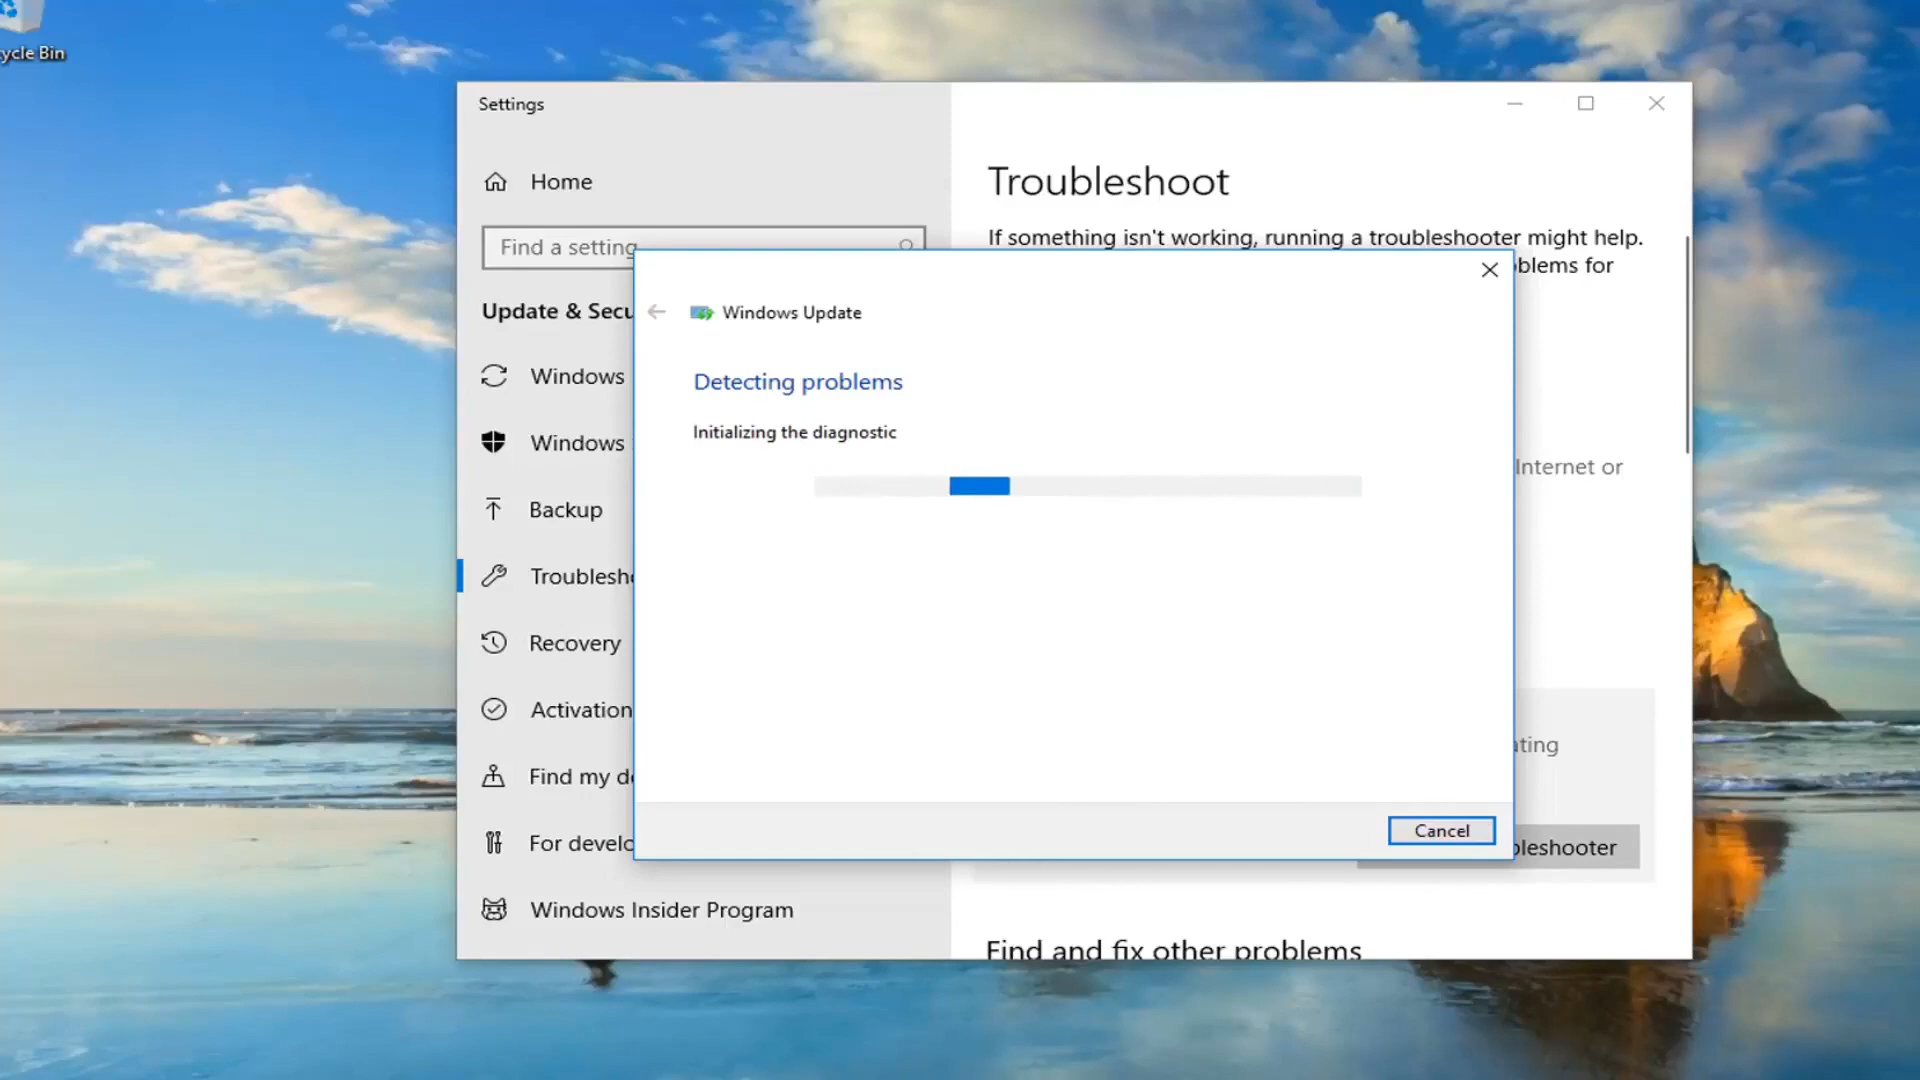 ycle Bin
Settings
Home
Find a setting
Update & Secu
Windows
Windows
Backup
Troublesh
Recovery
Activation
Find my d
For develo
Windows Insider Program
Troubleshoot
If something isn't working, running a troubleshooter might help.
blems for
Internet or
ating
bleshooter
Find and fix other problems
Windows Update
Detecting problems
Initializing the diagnostic
Cancel